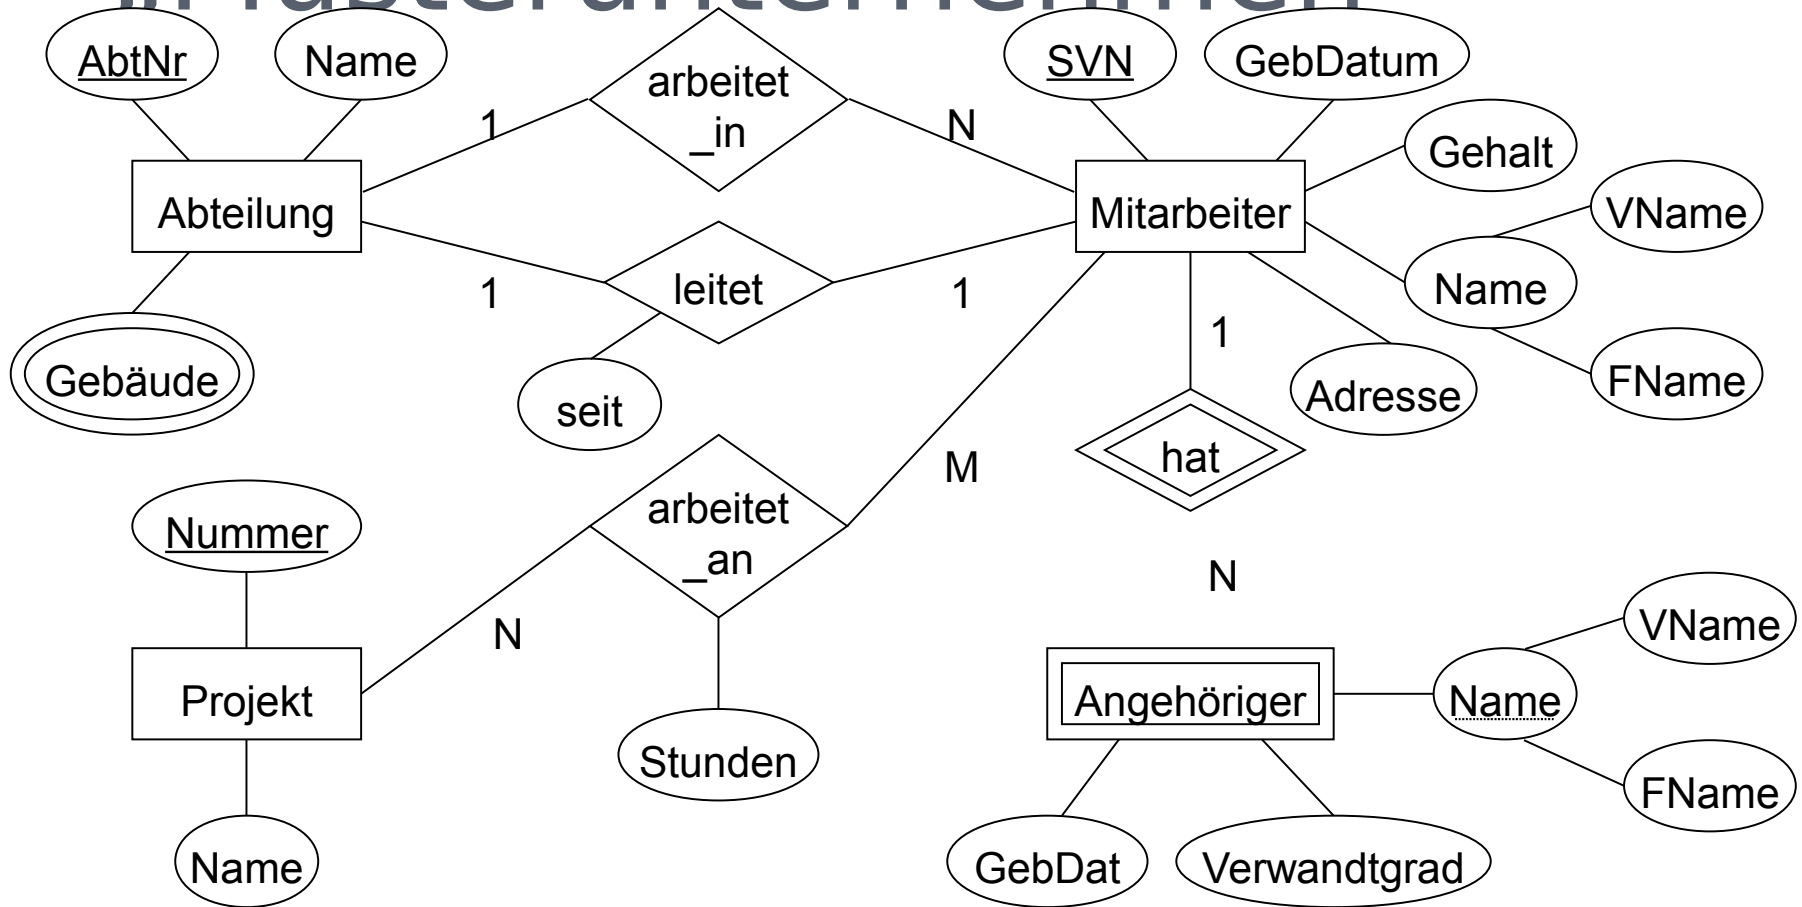 Musterunternehmen
AbtNr
Name
arbeitet
_in
SVN
GebDatum
1
N
Gehalt
Abteilung
Mitarbeiter
VName
leitet
Name
1
1
1
Gebäude
seit
Adresse
FName
hat
M
Nummer
arbeitet
_an
N
N
VName
Projekt
Angehöriger
Name
Stunden
FName
Name
GebDat
Verwandtgrad